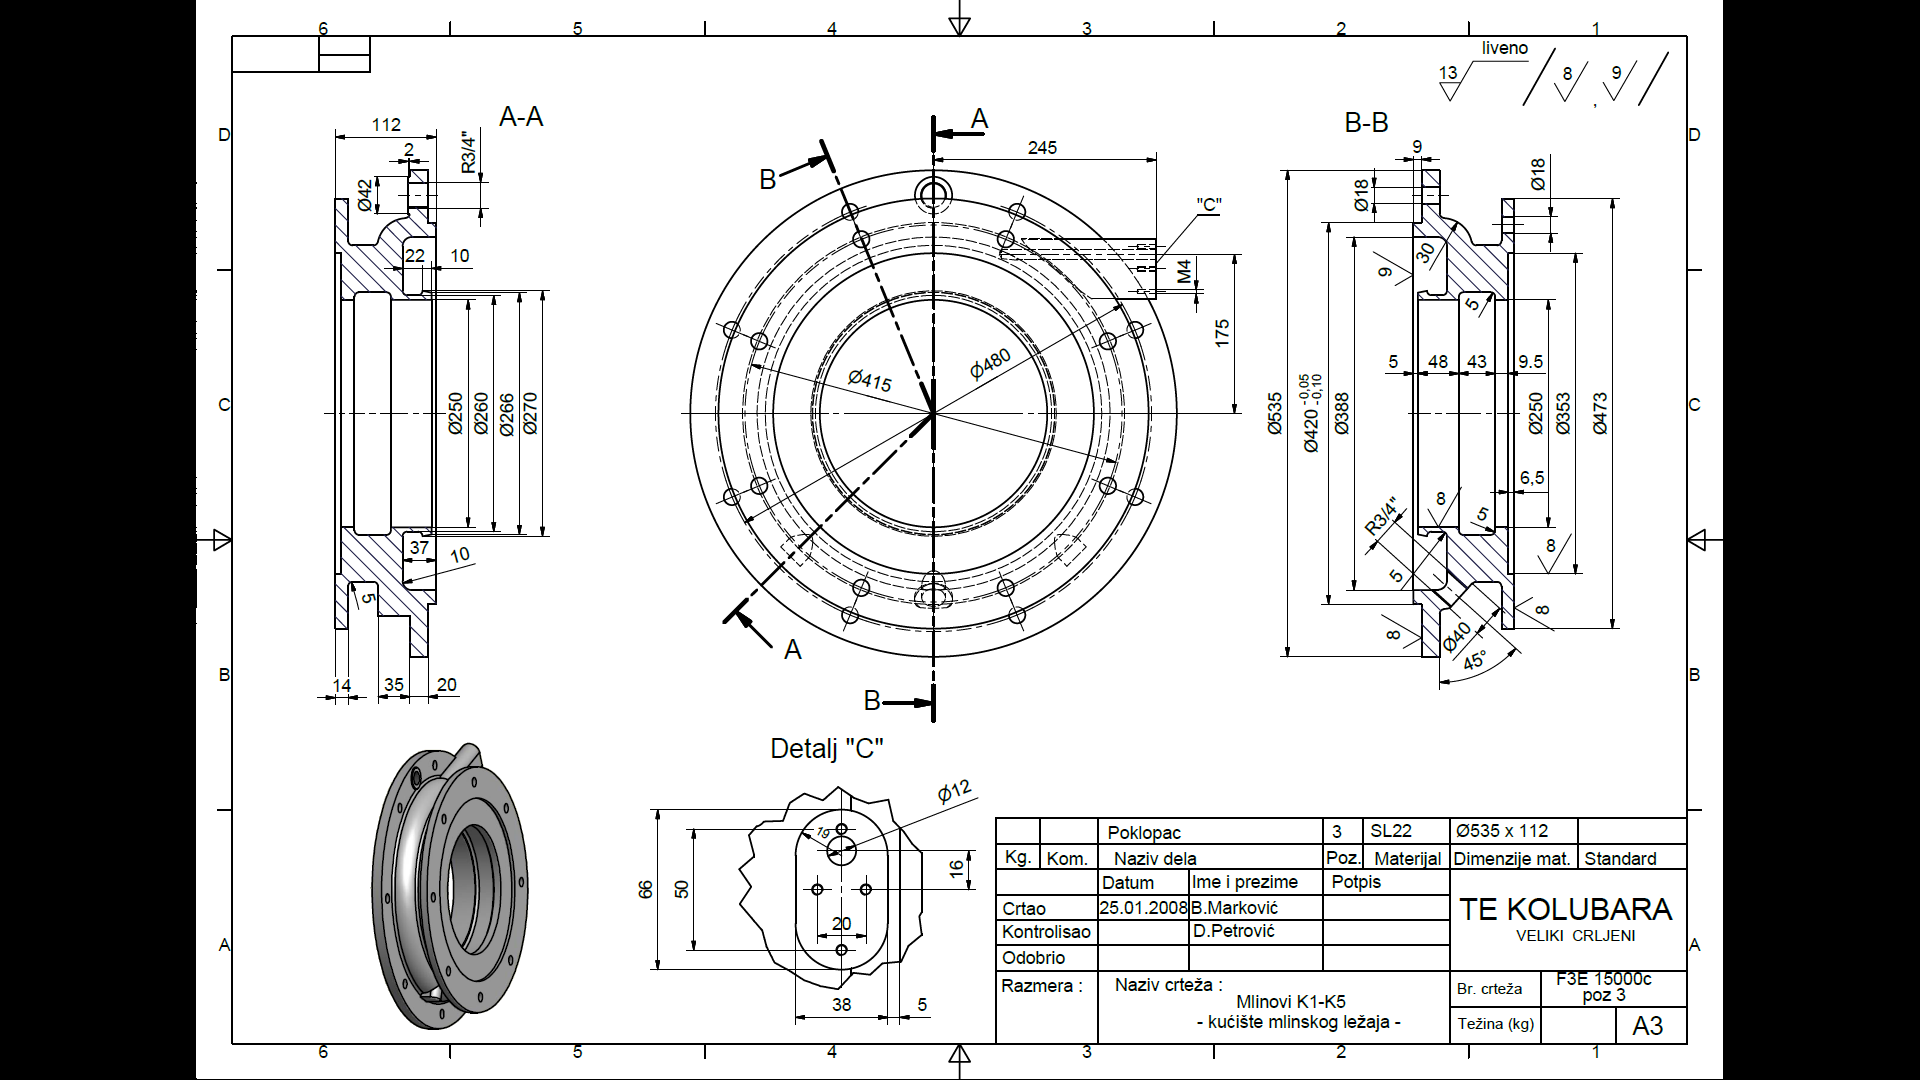 6 5 4 3 2 1
liveno
13 8 , 9
D D
C C
B B
A A
A-A
112
2
R3/4"
Ø42
22 10
Ø250
Ø260
Ø266
Ø270
37
10
5
14 35 20
A
B
245
"C"
M4
175
Ø415
Ø480
A
B
B-B
9
Ø18
Ø18
30
9
5
5 48 43 9.5
Ø535
Ø420 -0,05 -0,10
Ø388
Ø250
Ø353
Ø473
6,5
R3/4"
8
5
8
5
8
8
Ø40
45°
Detalj "C"
Ø12
19
66
50
16
20
38 5
Poklopac 3 SL22 Ø535 x 112
Kg. Kom. Naziv dela Poz. Materijal Dimenzije mat. Standard
Datum Ime i prezime Potpis
Crtao 25.01.2008 B.Marković
Kontrolisao D.Petrović
Odobrio
TE KOLUBARA
VELIKI CRLJENI
Razmera : Naziv crteža :
Mlinovi K1-K5
- kućište mlinskog ležaja -
Br. crteža F3E 15000c
poz 3
Težina (kg) A3
6 5 4 3 2 1